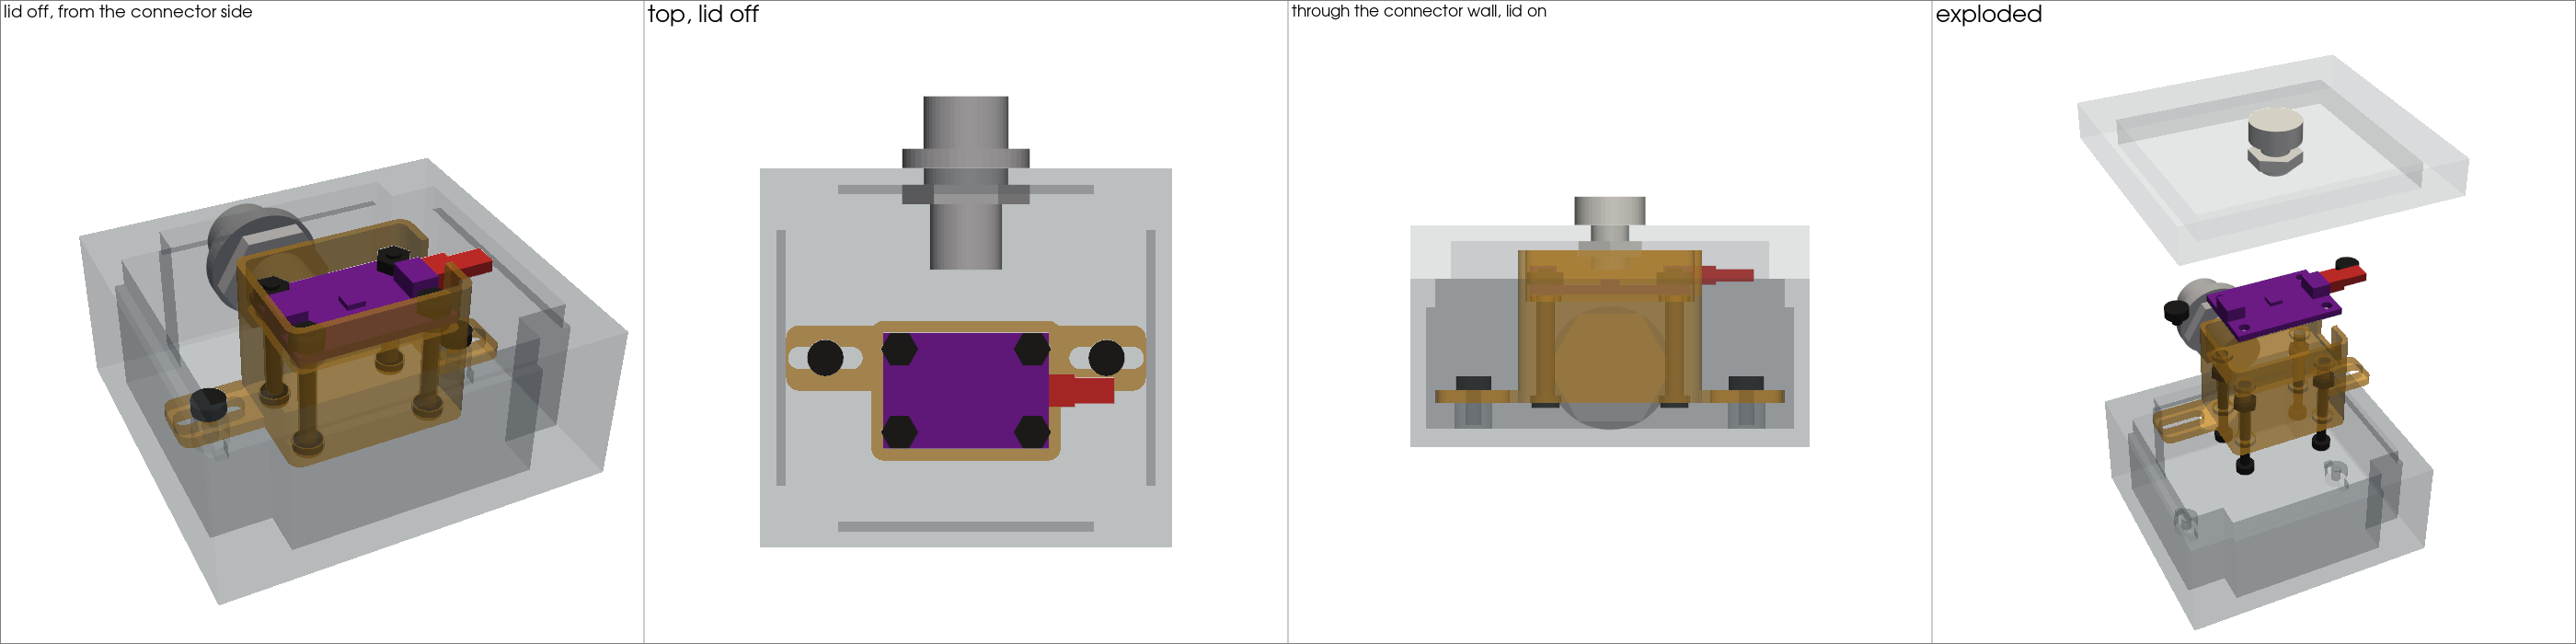 lid off, from the connector side
top, lid off
through the connector wall, lid on
exploded